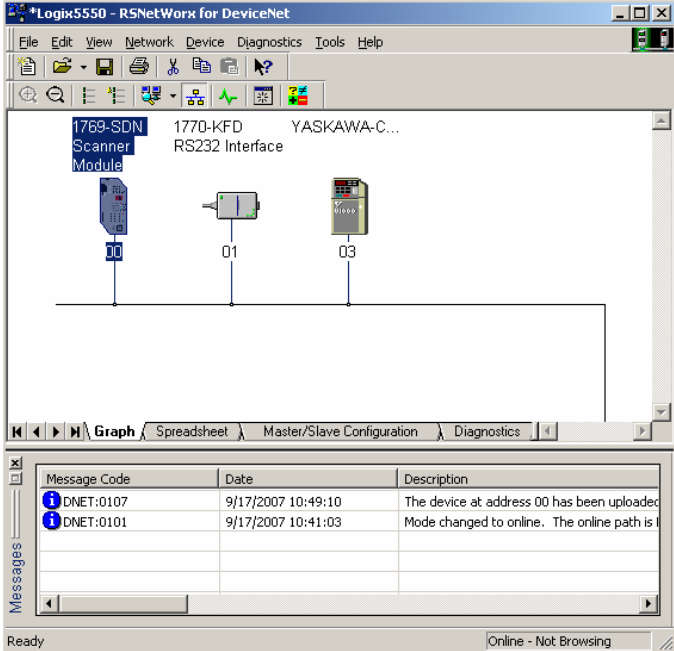 *Logix5550 - RSNetWorx for DeviceNet
File Edit View Network Device Diagnostics Tools Help
1769-SDN Scanner Module
1770-KFD RS232 Interface
YASKAWA-C...
00
01
03
Graph Spreadsheet Master/Slave Configuration Diagnostics
Messages
Message Code Date Description
DNET:0107 9/17/2007 10:49:10 The device at address 00 has been uploaded
DNET:0101 9/17/2007 10:41:03 Mode changed to online. The online path is
Ready Online - Not Browsing